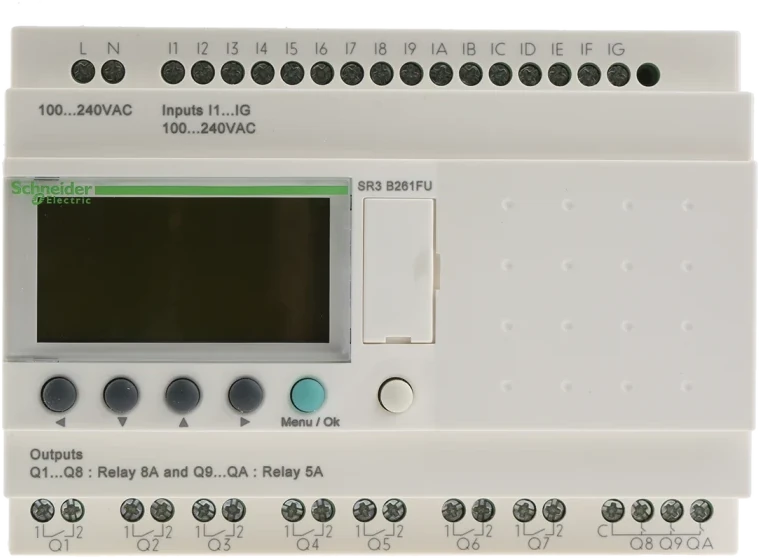 L N I1 I2 I3 I4 I5 I6 I7 I8 I9 IA IB IC ID IE IF IG
100...240VAC Inputs I1...IG
100...240VAC
Schneider
Electric
SR3 B261FU
Menu / Ok
Outputs
Q1...Q8 : Relay 8A and Q9...QA : Relay 5A
1 2 1 2 1 2 1 2 1 2 1 2 1 2 C
Q1 Q2 Q3 Q4 Q5 Q6 Q7 Q8 Q9 QA